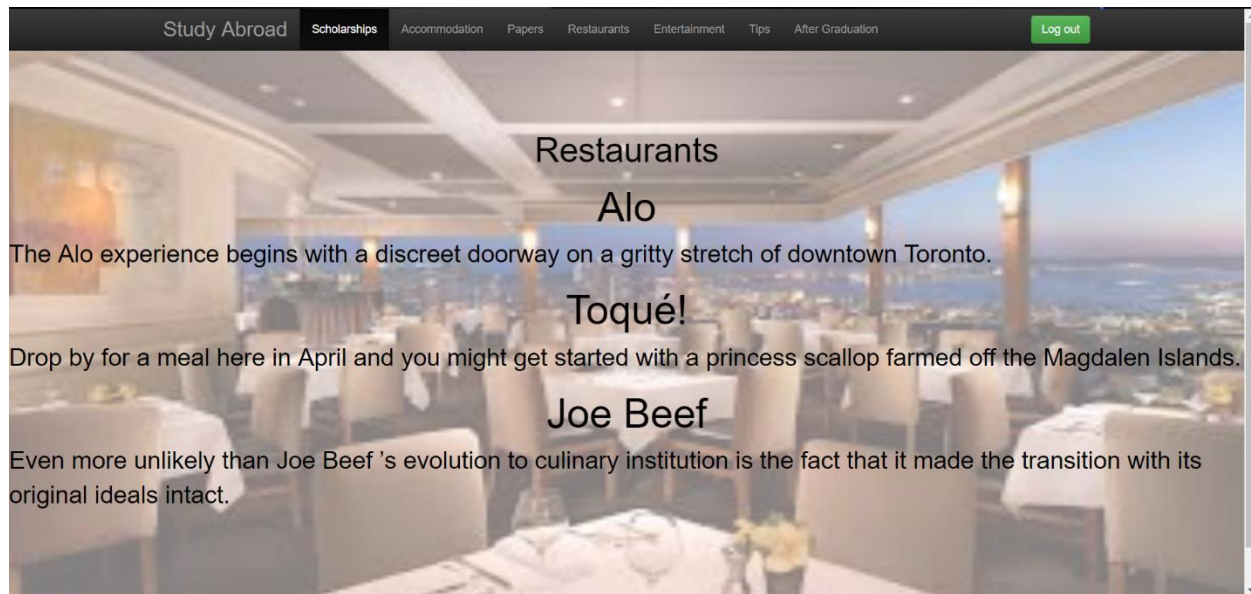 Study Abroad Scholarships Accommodation Papers Restaurants Entertainment Tips After Graduation Log out
Restaurants
Alo
The Alo experience begins with a discreet doorway on a gritty stretch of downtown Toronto.
Toqué!
Drop by for a meal here in April and you might get started with a princess scallop farmed off the Magdalen Islands.
Joe Beef
Even more unlikely than Joe Beef ’s evolution to culinary institution is the fact that it made the transition with its
original ideals intact.